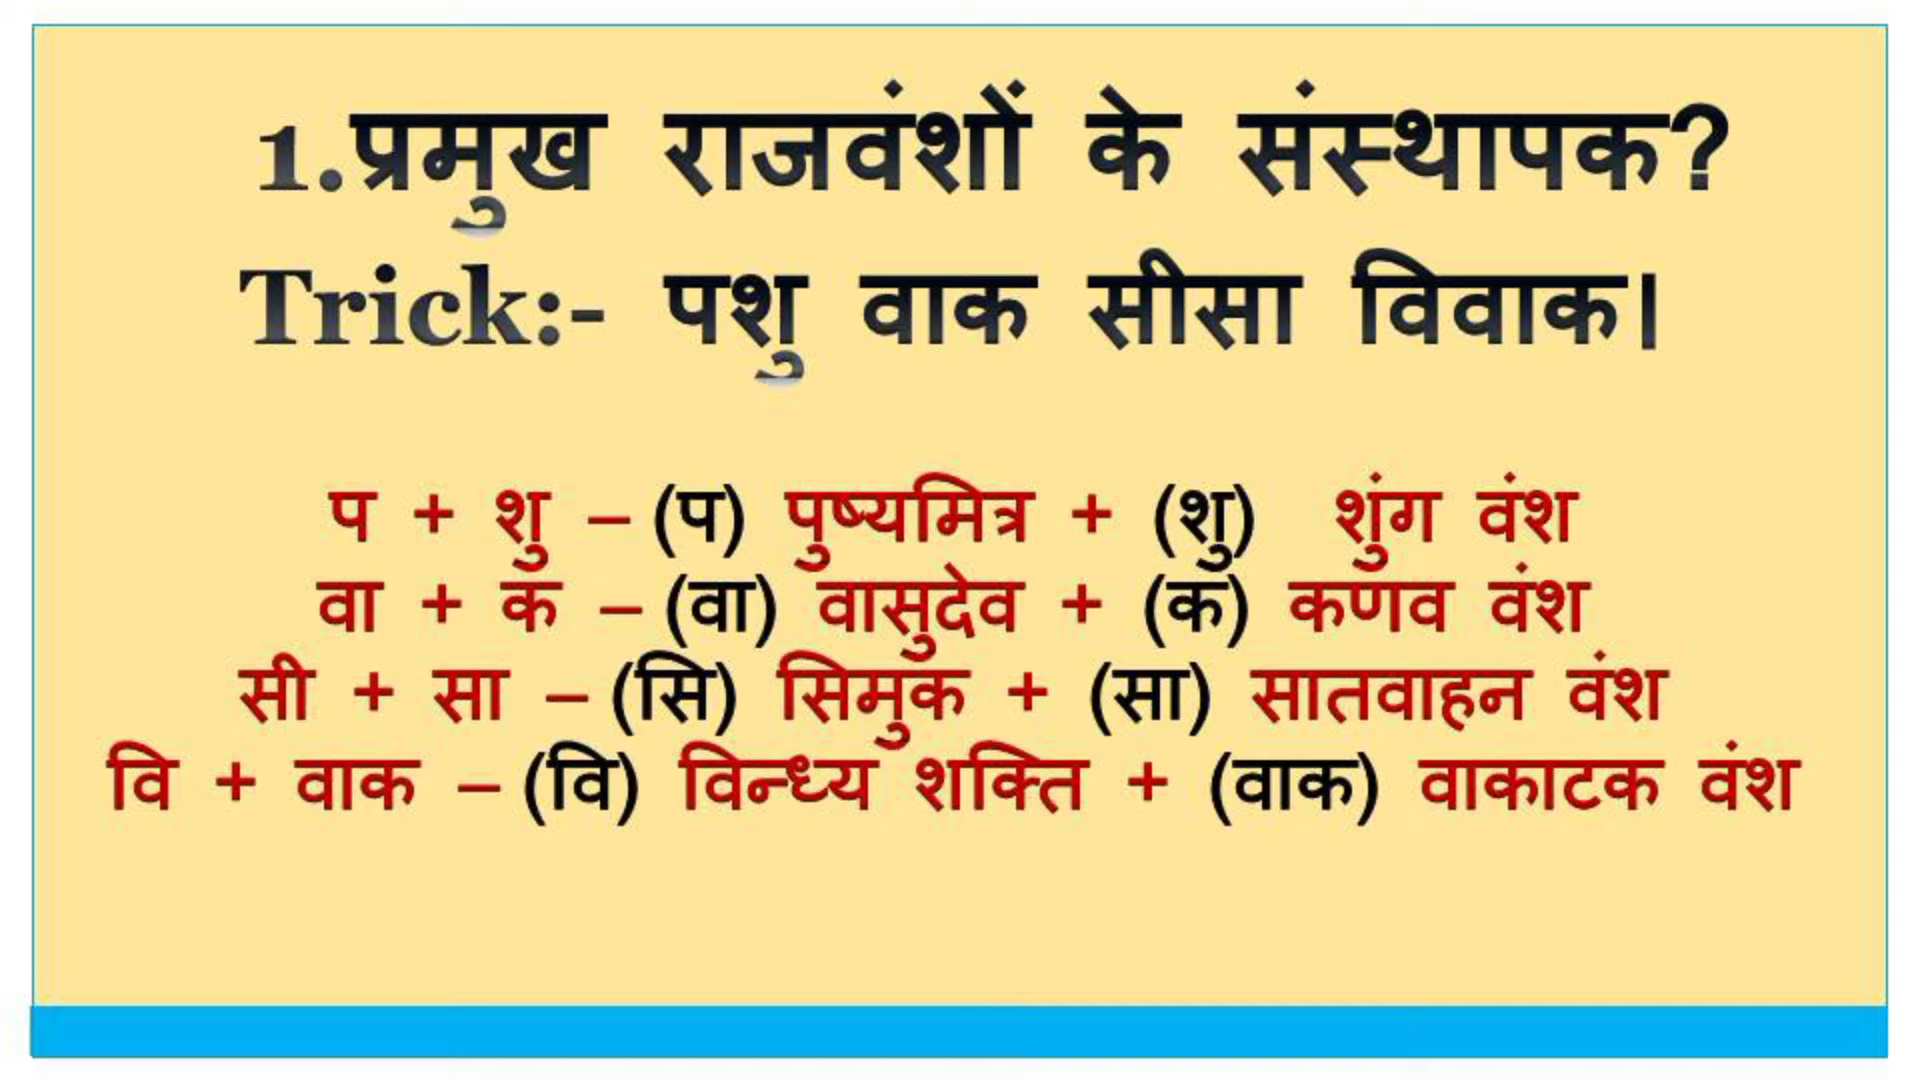 1.प्रमुख राजवंशों के संस्थापक?
Trick:- पशु वाक सीसा विवाक।
प + शु – (प) पुष्यमित्र + (शु) शुंग वंश
वा + क – (वा) वासुदेव + (क) कणव वंश
सी + सा – (सि) सिमुक + (सा) सातवाहन वंश
वि + वाक – (वि) विन्ध्य शक्ति + (वाक) वाकाटक वंश